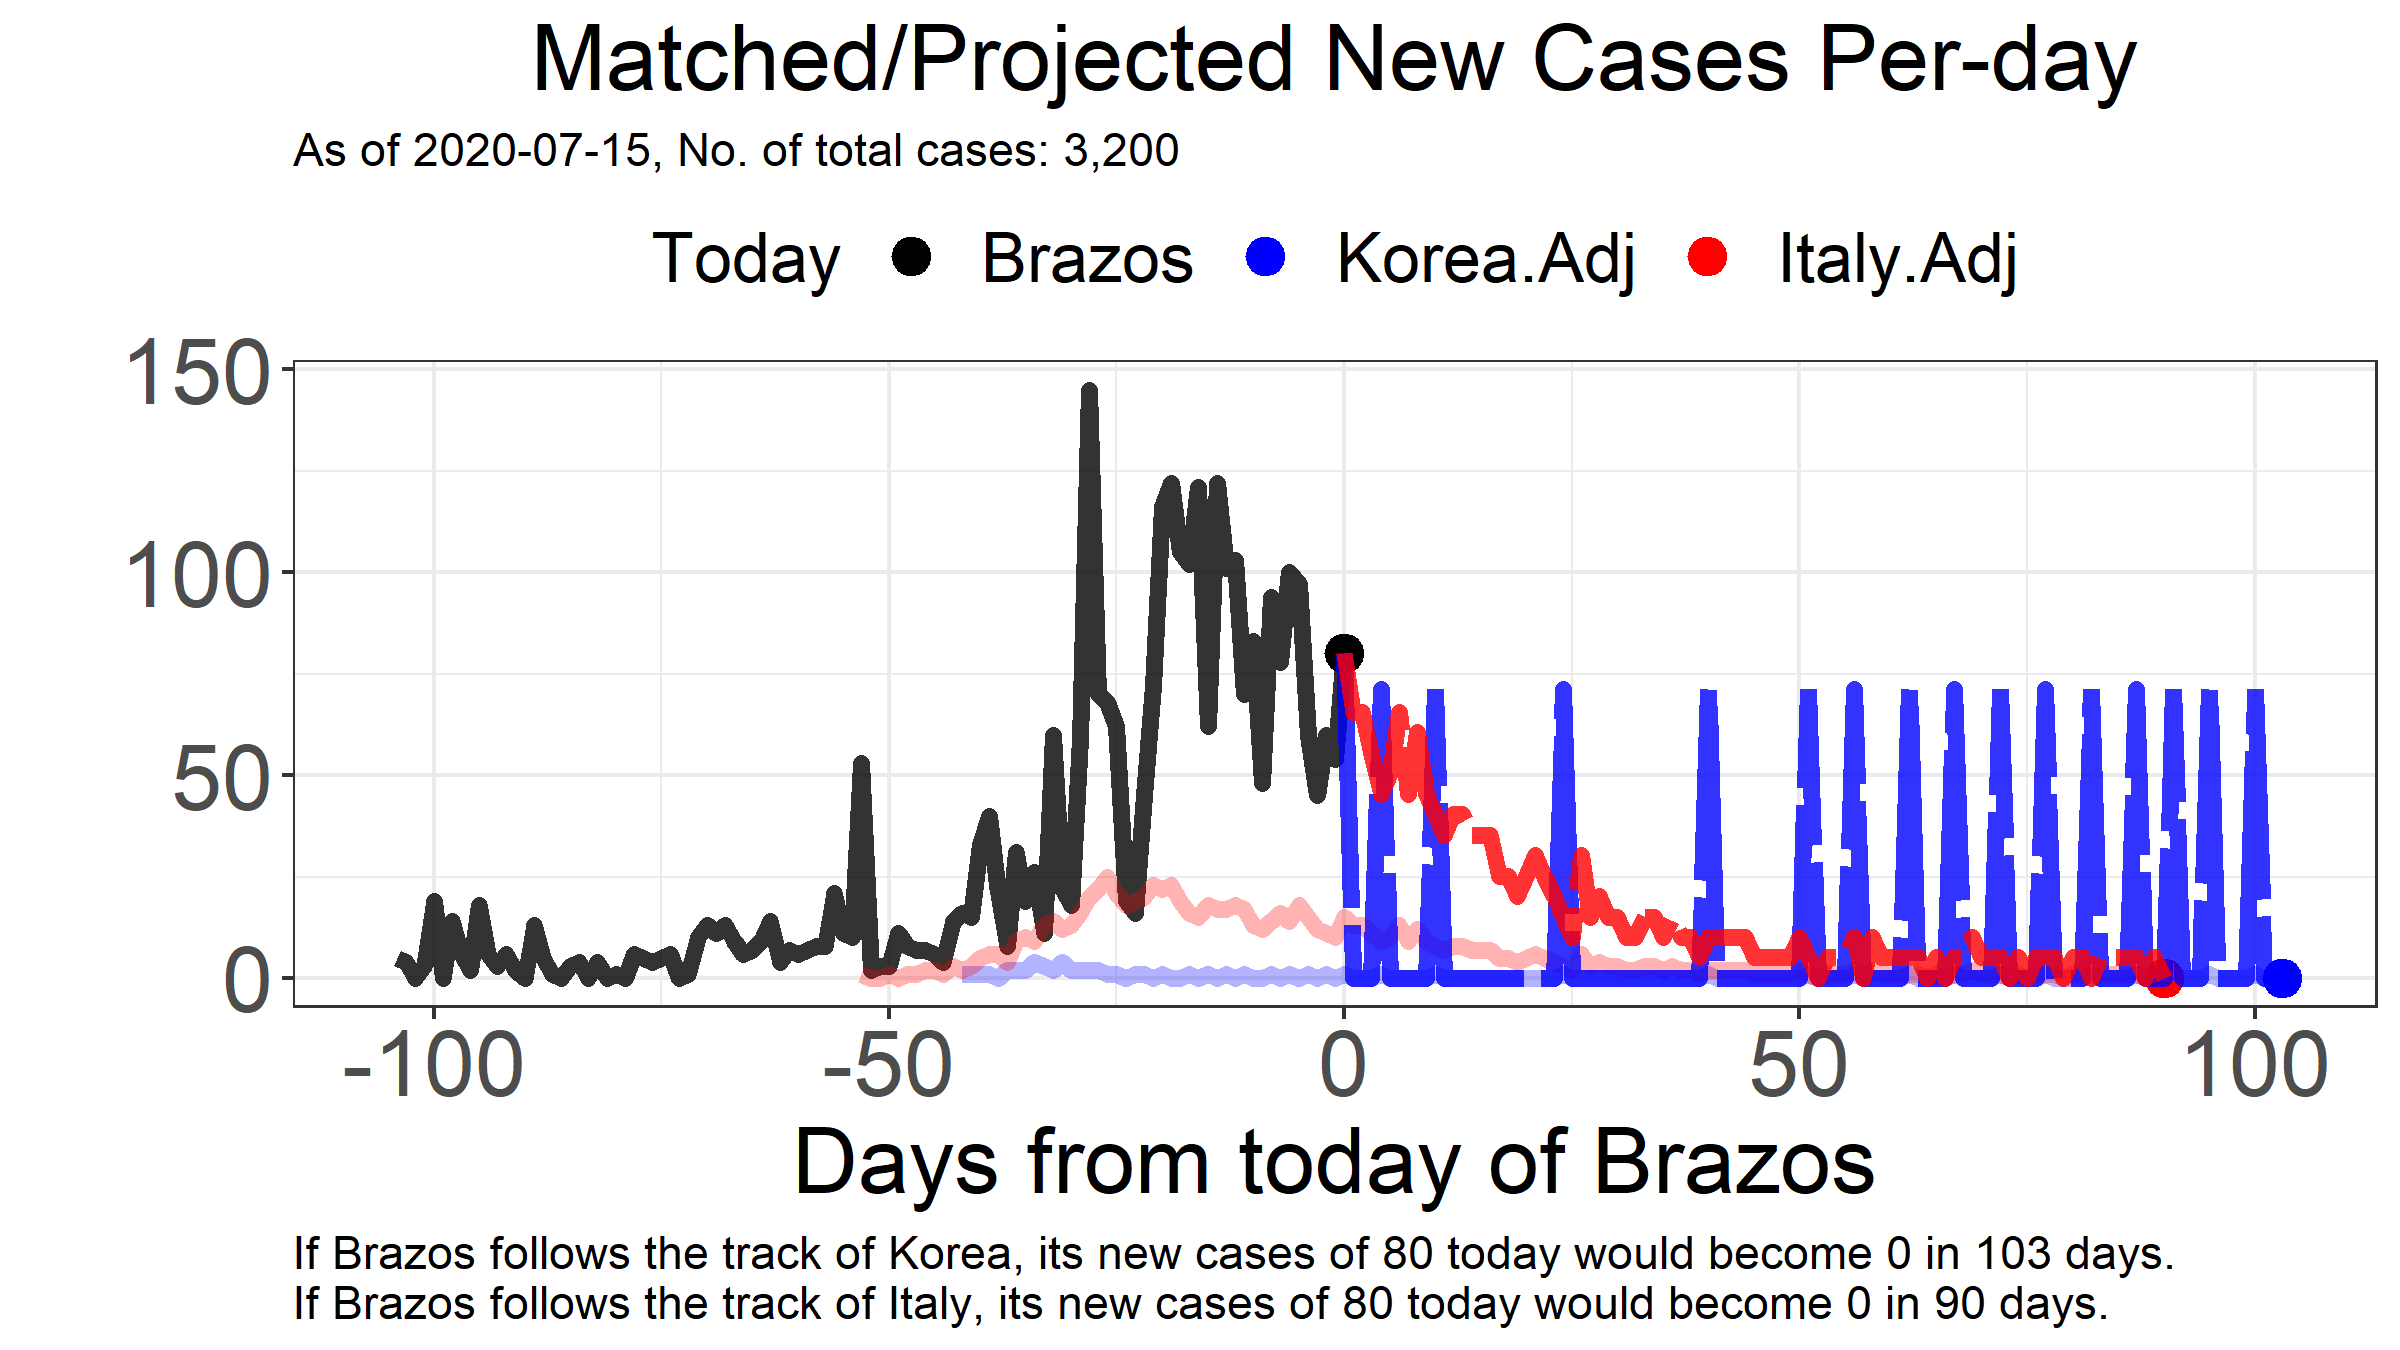 Matched/Projected New Cases Per-day
As of 2020-07-15, No. of total cases: 3,200
Today Brazos Korea.Adj Italy.Adj
150
100
50
0
-100 -50 0 50 100
Days from today of Brazos
If Brazos follows the track of Korea, its new cases of 80 today would become 0 in 103 days.
If Brazos follows the track of Italy, its new cases of 80 today would become 0 in 90 days.